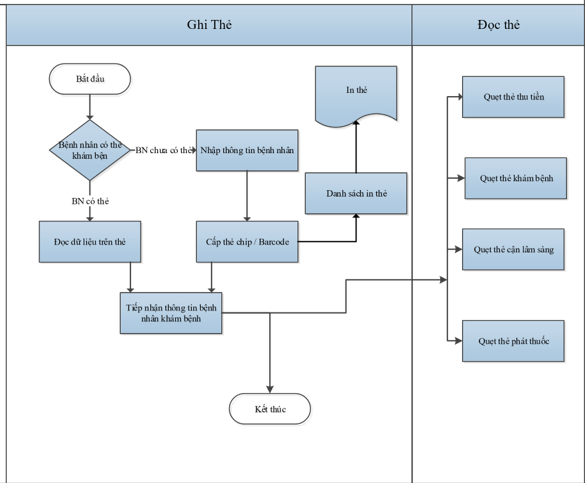 Ghi Thẻ
Đọc thẻ
Bắt đầu
In thẻ
Quẹt thẻ thu tiền
Bệnh nhân có thẻ
khám bện
BN chưa có thẻ
Nhập thông tin bệnh nhân
Quẹt thẻ khám bệnh
Danh sách in thẻ
BN có thẻ
Đọc dữ liệu trên thẻ
Cấp thẻ chip / Barcode
Quẹt thẻ cận lâm sàng
Tiếp nhận thông tin bệnh
nhân khám bệnh
Quẹt thẻ phát thuốc
Kết thúc